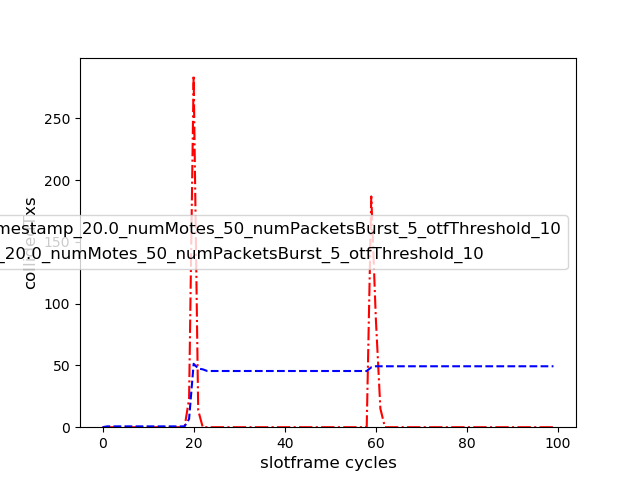 250
200
mestamp_20.0_numMotes_50_numPacketsBurst_5_otfThreshold_10
150
_20.0_numMotes_50_numPacketsBurst_5_otfThreshold_10
100
50
0
0 20 40 60 80 100
slotframe cycles